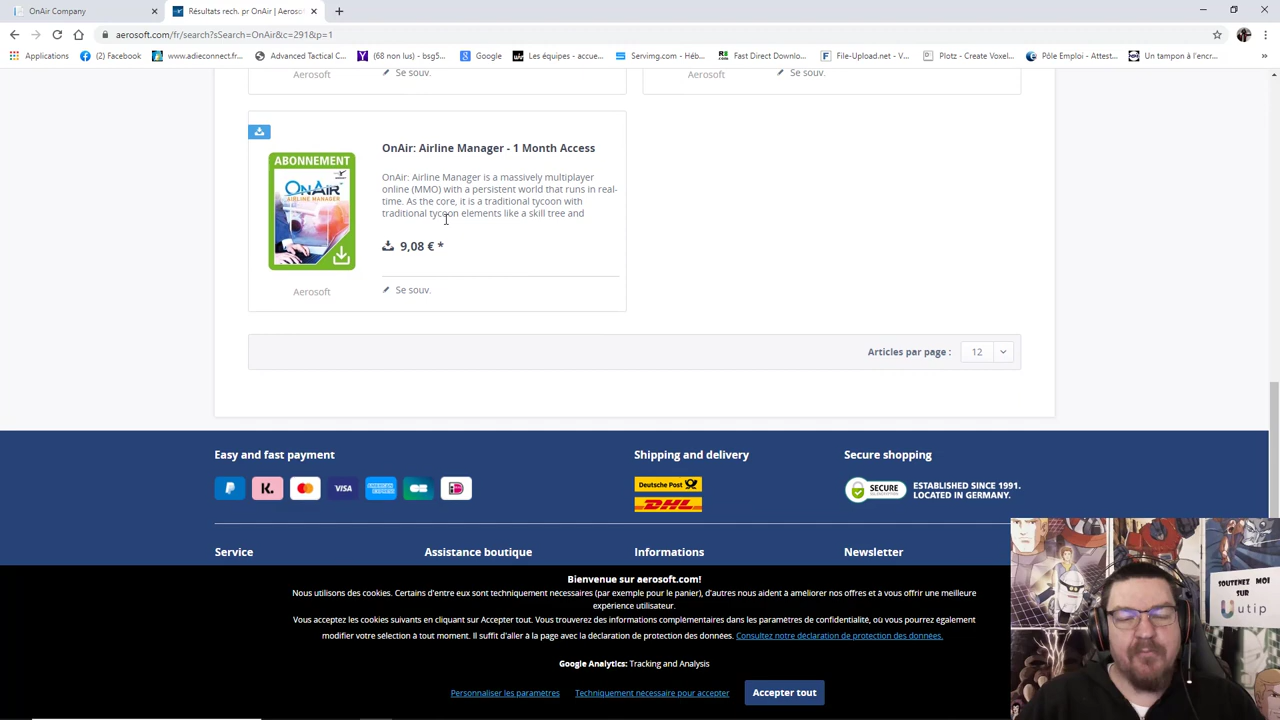 OnAir Company
Résultats rech. pr OnAir | Aerosof
aerosoft.com/fr/search?sSearch=OnAir&c=291&p=1
Applications
(2) Facebook
www.adieconnect.fr...
Advanced Tactical C...
(68 non lus) - bsg5...
Google
Les équipes - accue...
Servimg.com - Héb...
Fast Direct Downlo...
File-Upload.net - V...
Plotz - Create Voxel...
Pôle Emploi - Attest...
Un tampon à l'encr...
Aerosoft
Se souv.
Aerosoft
Se souv.
ABONNEMENT
ONAIR
AIRLINE MANAGER
OnAir: Airline Manager - 1 Month Access
OnAir: Airline Manager is a massively multiplayer
online (MMO) with a persistent world that runs in real-
time. As the core, it is a traditional tycoon with
traditional tycoon elements like a skill tree and
9,08 € *
Aerosoft
Se souv.
Articles par page :
12
Easy and fast payment
Shipping and delivery
Secure shopping
K.
VISA
Deutsche Post
DHL
SECURE
ESTABLISHED SINCE 1991.
LOCATED IN GERMANY.
Service
Assistance boutique
Informations
Newsletter
Bienvenue sur aerosoft.com!
Nous utilisons des cookies. Certains d'entre eux sont techniquement nécessaires (par exemple pour le panier), d'autres nous aident à améliorer nos offres et à vous offrir une meilleure
expérience utilisateur.
Vous acceptez les cookies suivants en cliquant sur Accepter tout. Vous trouverez des informations complémentaires dans les paramètres de confidentialité, où vous pourrez également
modifier votre sélection à tout moment. Il suffit d'aller à la page avec la déclaration de protection des données. Consultez notre déclaration de protection des données.
Google Analytics: Tracking and Analysis
Personnaliser les paramètres
Techniquement nécessaire pour accepter
Accepter tout
SOUTENEZ MOI
SUR
Utip